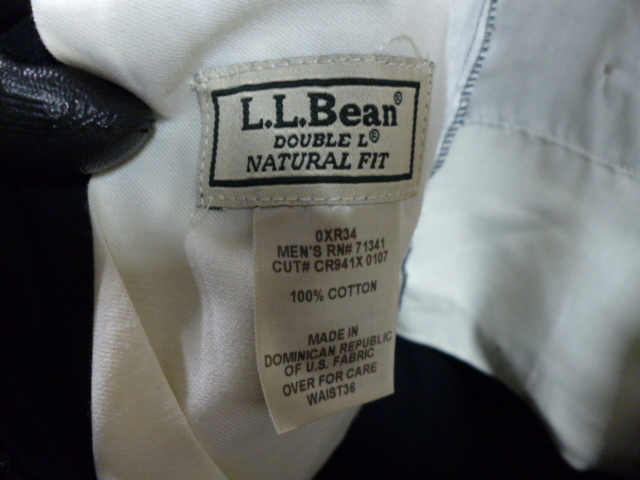 L.L.Bean®
DOUBLE L®
NATURAL FIT
0XR34
MEN'S RN# 71341
CUT# CR941X 0107
100% COTTON
MADE IN
DOMINICAN REPUBLIC
OF U.S. FABRIC
OVER FOR CARE
WAIST36